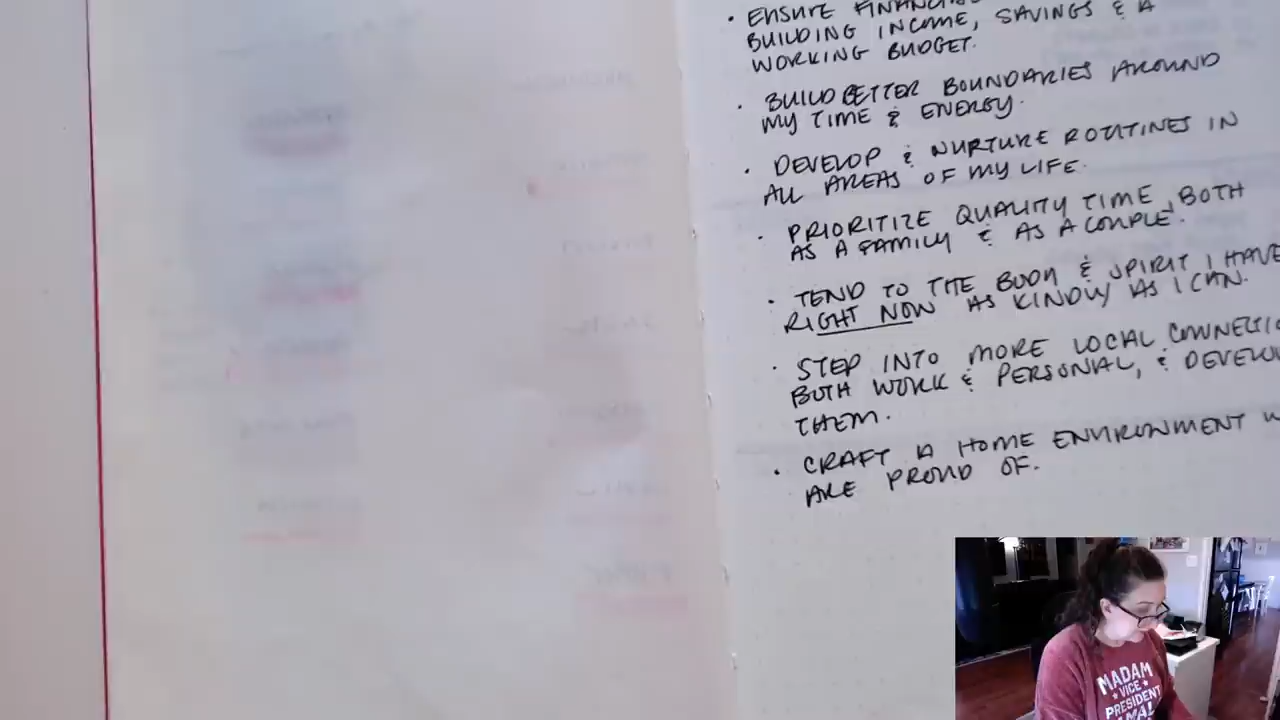 • ENSURE
BUILDING INCOME, SAVINGS & A
WORKING BUDGET.
• BUILD BETTER BOUNDARIES AROUND
MY TIME & ENERGY.
• DEVELOP & NURTURE ROUTINES IN
ALL AREAS OF MY LIFE.
• PRIORITIZE QUALITY TIME, BOTH
AS A FAMILY & AS A COUPLE.
• TEND TO THE BODY & SPIRIT I HAVE
RIGHT NOW AS KINDLY AS I CAN.
• STEP INTO MORE LOCAL
BOTH WORK & PERSONAL, &
THEM.
• CRAFT A HOME ENVIRONMENT
ARE PROUD OF.
MADAM
VICE
PRESIDENT